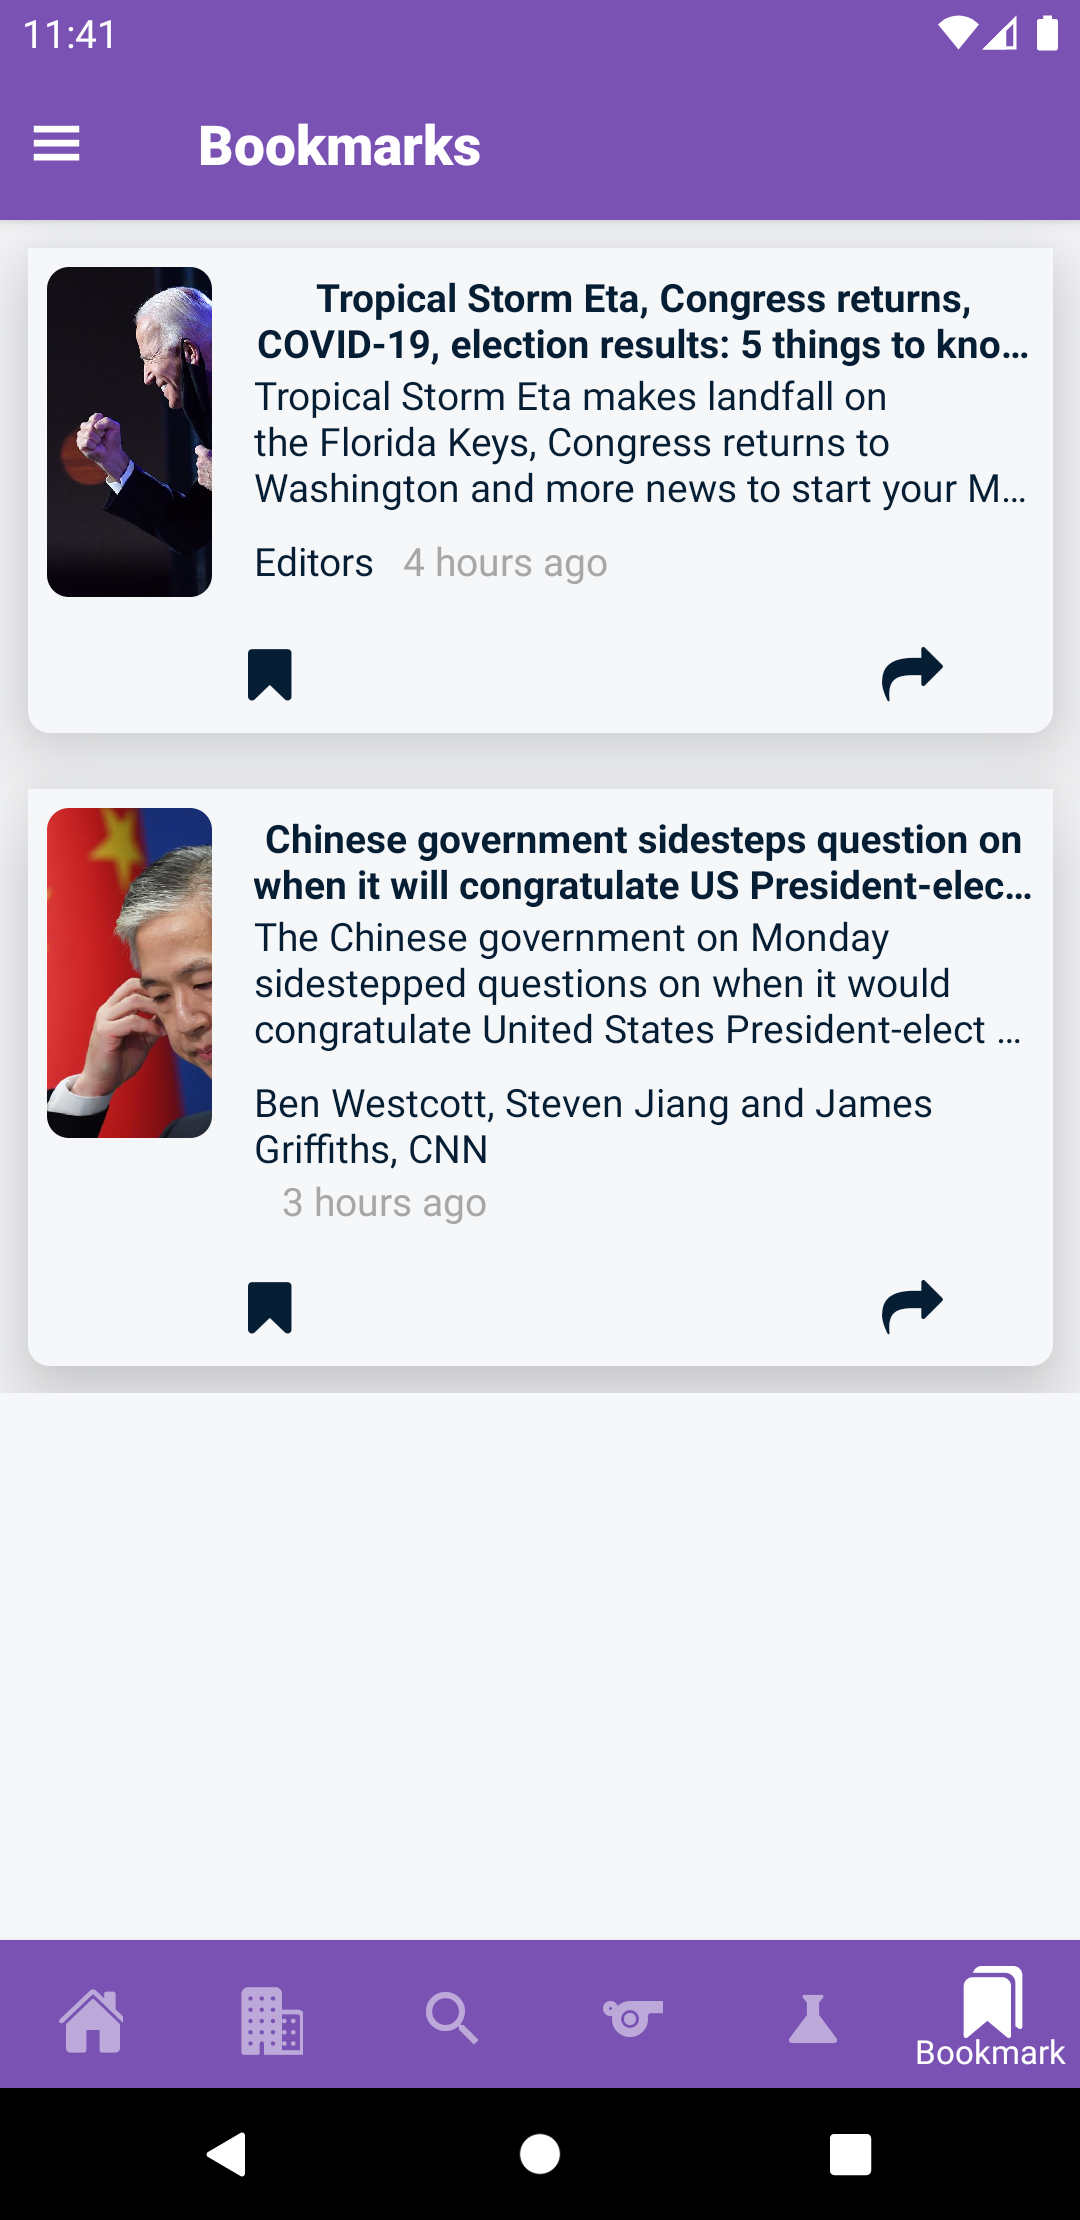 11:41
Bookmarks
Tropical Storm Eta, Congress returns,
COVID-19, election results: 5 things to kno...
Tropical Storm Eta makes landfall on
the Florida Keys, Congress returns to
Washington and more news to start your M...
Editors 4 hours ago
Chinese government sidesteps question on
when it will congratulate US President-elec...
The Chinese government on Monday
sidestepped questions on when it would
congratulate United States President-elect ...
Ben Westcott, Steven Jiang and James
Griffiths, CNN
3 hours ago
Bookmark